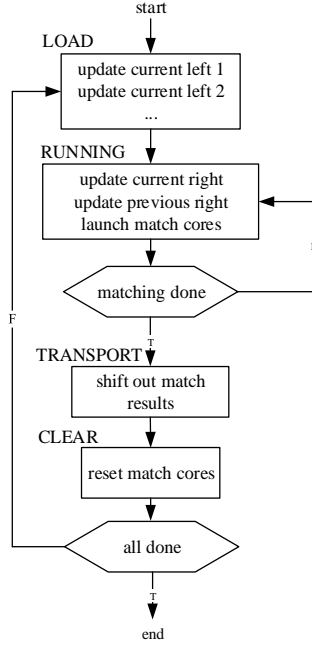 start
LOAD
update current left 1
update current left 2
...
RUNNING
update current right
update previous right
launch match cores
matching done
T
TRANSPORT
shift out match
results
CLEAR
reset match cores
F
all done
T
end